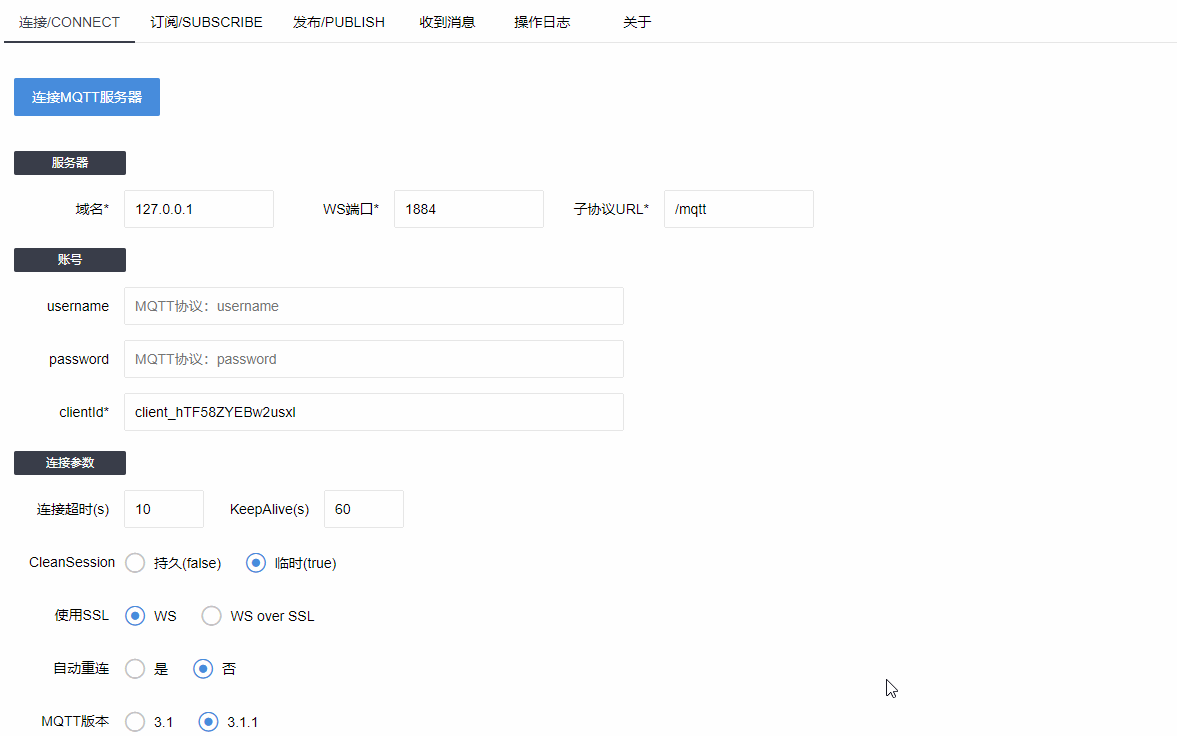 连接/CONNECT 订阅/SUBSCRIBE 发布/PUBLISH 收到消息 操作日志 关于
连接MQTT服务器
服务器
域名* 127.0.0.1 WS端口* 1884 子协议URL* /mqtt
账号
username MQTT协议：username
password MQTT协议：password
clientId* client_hTF58ZYEBw2usxI
连接参数
连接超时(s) 10 KeepAlive(s) 60
CleanSession 持久(false) 临时(true)
使用SSL WS WS over SSL
自动重连 是 否
MQTT版本 3.1 3.1.1